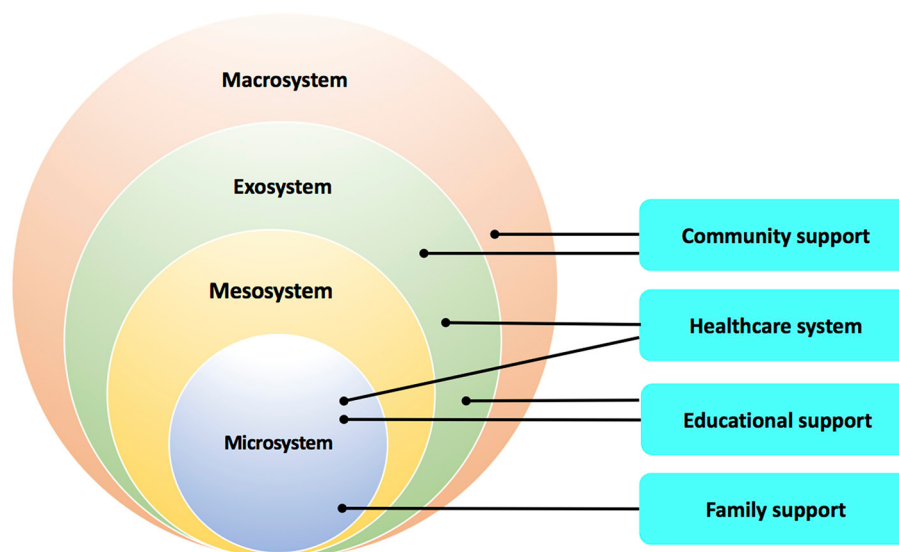 Macrosystem
Exosystem
Community support
Mesosystem
Healthcare system
Educational support
Microsystem
Family support